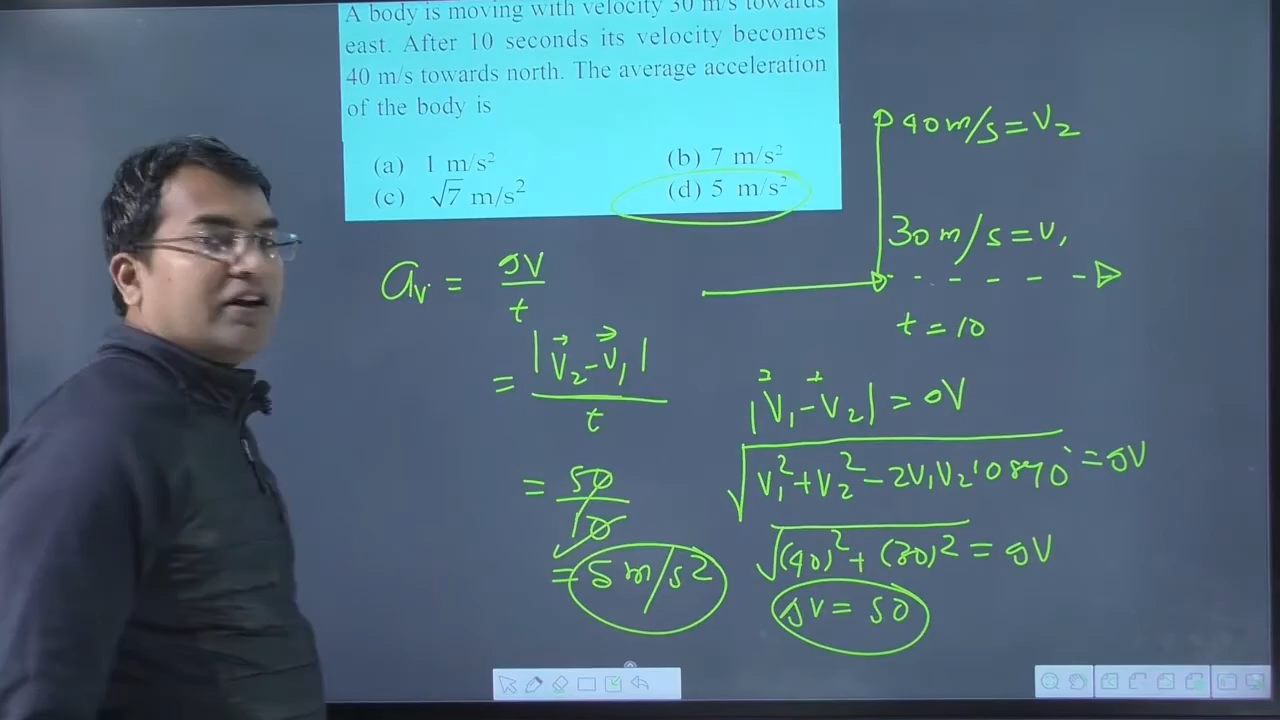 A body is moving with velocity 30 m/s towards
east. After 10 seconds its velocity becomes
40 m/s towards north. The average acceleration
of the body is
(a) 1 m/s²
(b) 7 m/s²
(c) √7 m/s²
(d) 5 m/s²
40 m/s = V₂
30 m/s = V₁
t = 10
aᵥ = ΔV/t
= |V⃗₂ - V⃗₁|/t
= 50/10
= 5 m/s2
|V⃗₁ - V⃗₂| = ΔV
√(V₁² + V₂² - 2V₁V₂ cos 90°) = ΔV
√((40)² + (30)²) = ΔV
ΔV = 50